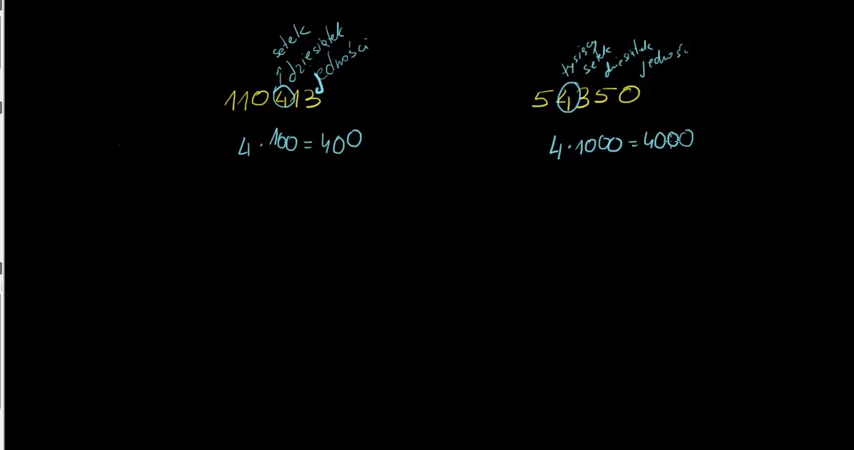 setek
dziesiątek
jedności
110413
4 · 100 = 400
tysięcy
setek
dziesiątek
jedności
54350
4 · 1000 = 4000